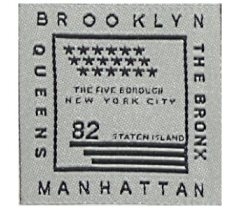 BROOKLYN
QUEENS
THE BRONX
THE FIVE BOROUGH
NEW YORK CITY
82
STATEN ISLAND
MANHATTAN